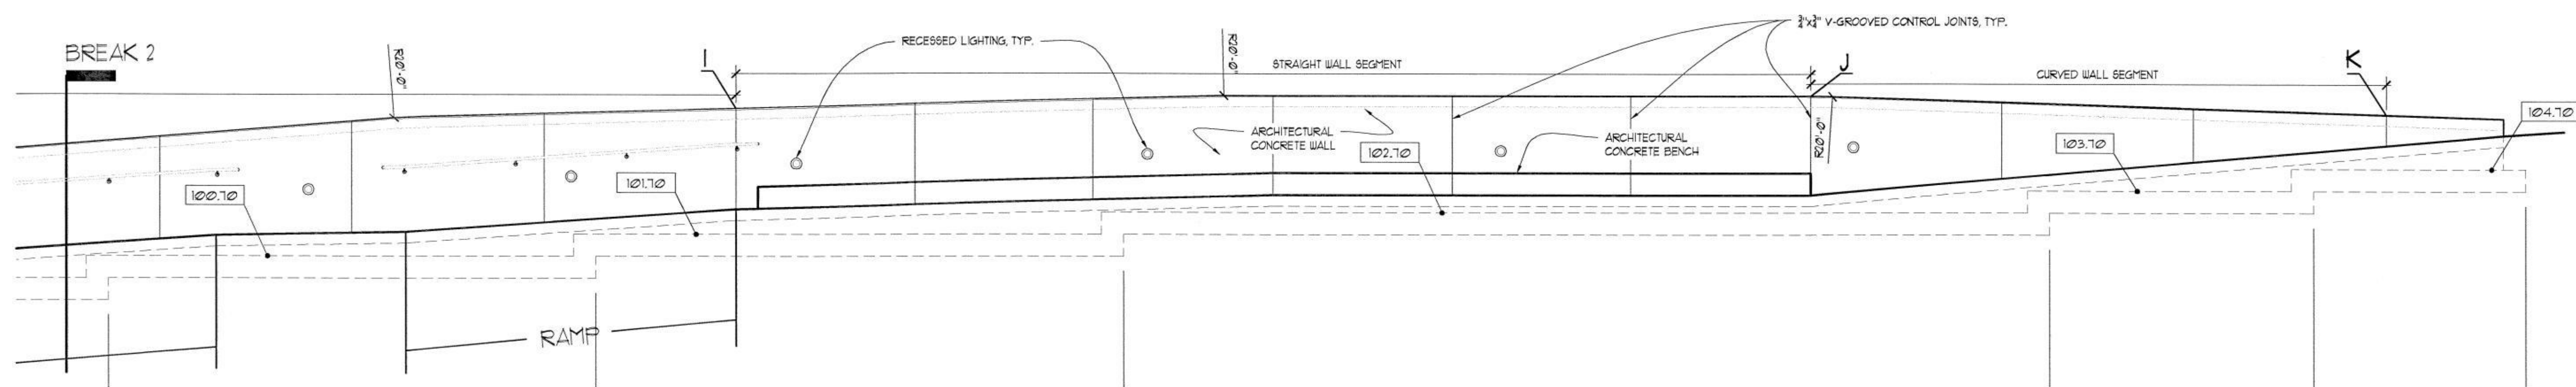 ¾"x¾" V-GROOVED CONTROL JOINTS, TYP.
BREAK 2
R20'-0"
I
RECESSED LIGHTING, TYP.
R20'-0"
STRAIGHT WALL SEGMENT
J
CURVED WALL SEGMENT
K
104.70
ARCHITECTURAL
CONCRETE WALL
102.70
ARCHITECTURAL
CONCRETE BENCH
R20'-0"
103.70
100.70
101.70
RAMP